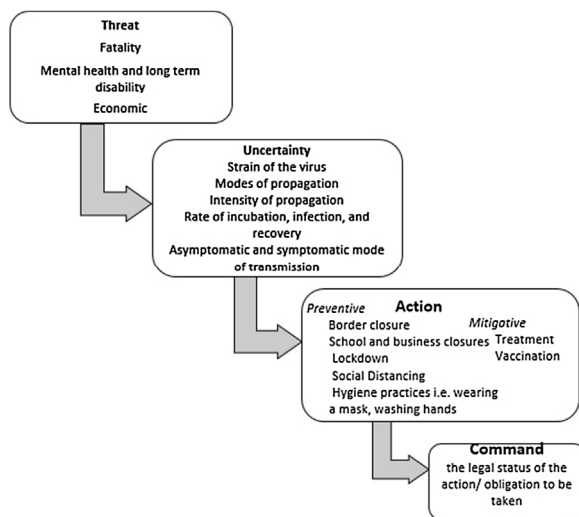 Threat
Fatality
Mental health and long term
disability
Economic
Uncertainty
Strain of the virus
Modes of propagation
Intensity of propagation
Rate of incubation, infection, and
recovery
Asymptomatic and symptomatic mode
of transmission
Action
Preventive
Border closure
School and business closures
Lockdown
Social Distancing
Hygiene practices i.e. wearing
a mask, washing hands
Mitigative
Treatment
Vaccination
Command
the legal status of the
action/ obligation to be
taken